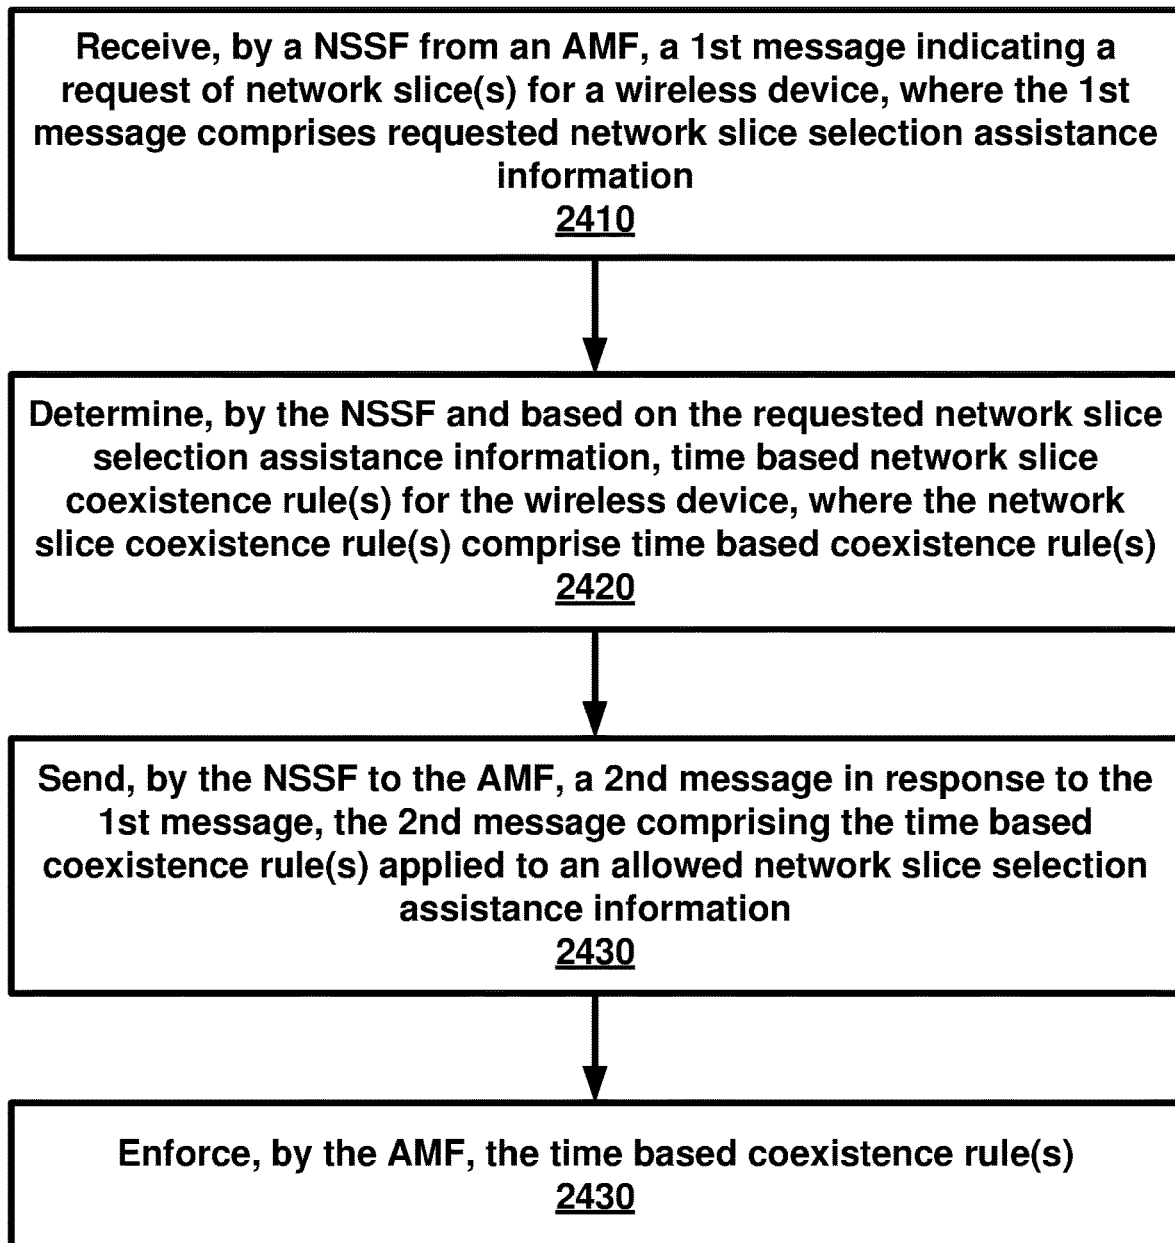 Receive, by a NSSF from an AMF, a 1st message indicating a
request of network slice(s) for a wireless device, where the 1st
message comprises requested network slice selection assistance
information
2410
Determine, by the NSSF and based on the requested network slice
selection assistance information, time based network slice
coexistence rule(s) for the wireless device, where the network
slice coexistence rule(s) comprise time based coexistence rule(s)
2420
Send, by the NSSF to the AMF, a 2nd message in response to the
1st message, the 2nd message comprising the time based
coexistence rule(s) applied to an allowed network slice selection
assistance information
2430
Enforce, by the AMF, the time based coexistence rule(s)
2430